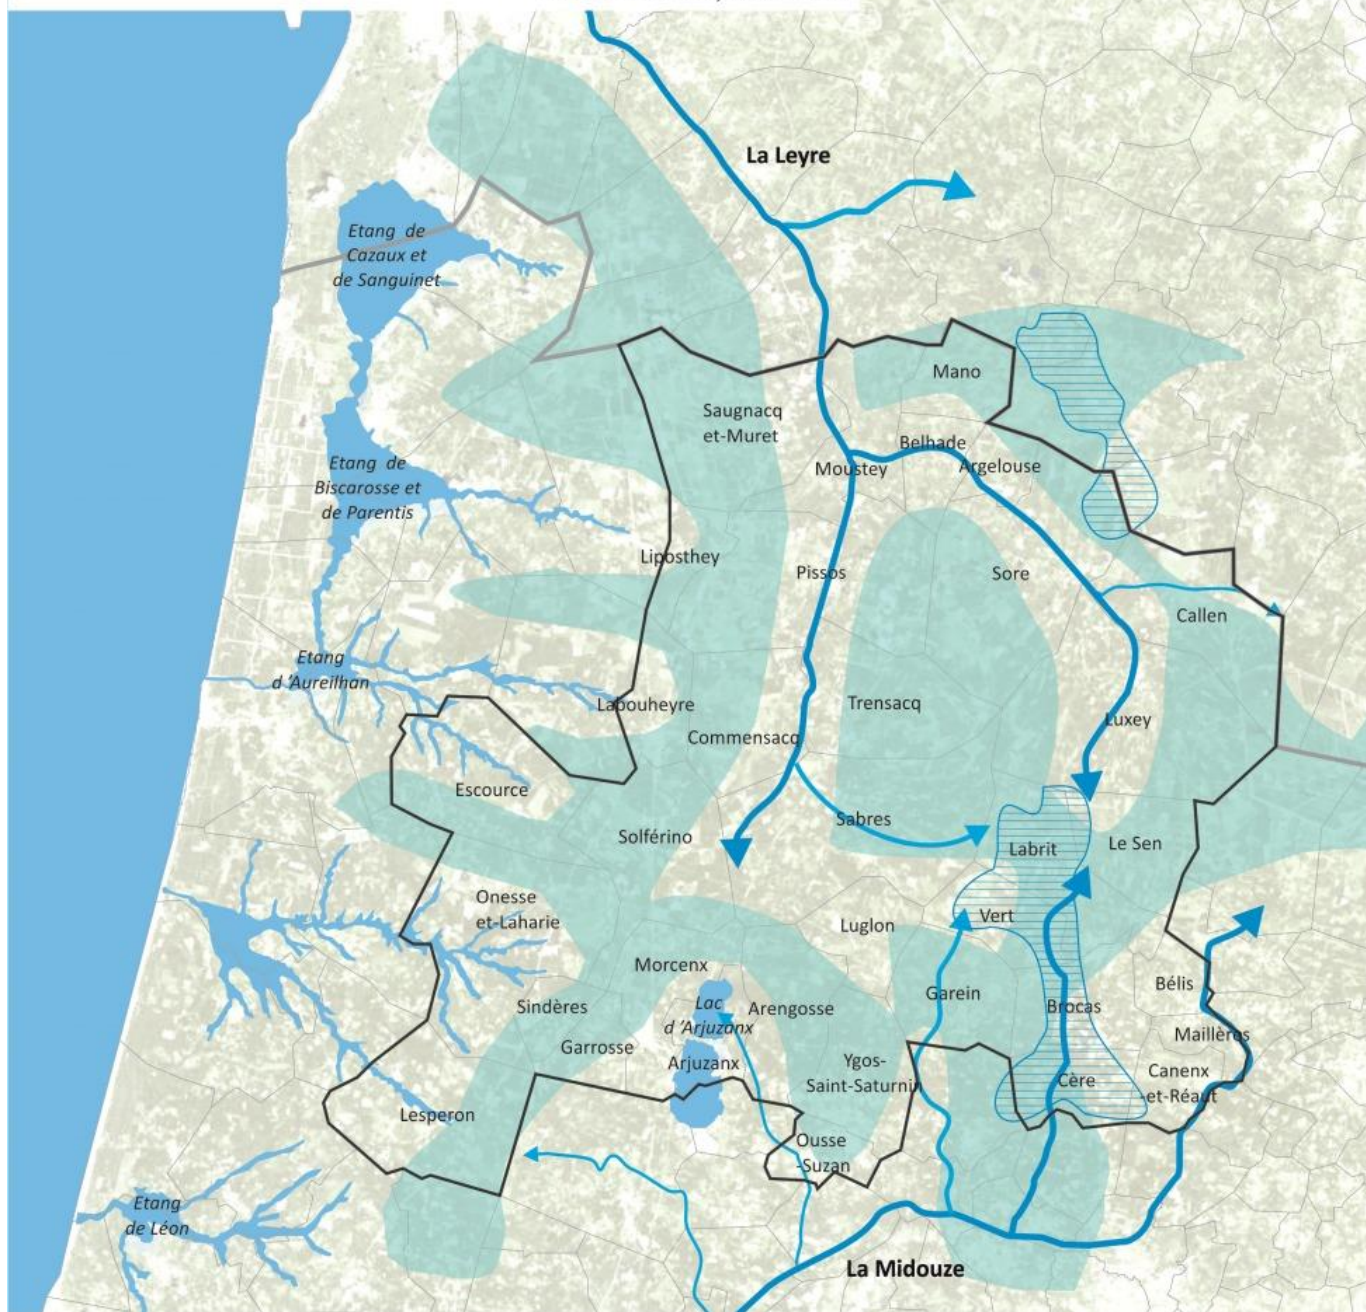 La Leyre
Etang de
Cazaux et
de Sanguinet
Mano
Saugnacq
et-Muret
Belhade
Etang de
Biscarosse et
de Parentis
Moustey
Argelouse
Liposthey
Pissos
Sore
Callen
Etang
d 'Aureilhan
Labouheyre
Trensacq
Luxey
Commensacq
Escource
Sabres
Solférino
Labrit
Le Sen
Onesse
et-Laharie
Vert
Luglon
Morcenx
Bélis
Garein
Lac
d 'Arjuzanx
Arengosse
Brocas
Sindères
Maillères
Garrosse
Arjuzanx
Ygos-
Saint-Saturnin
Canenx
-et-Réaut
Cère
Lesperon
Ousse
-Suzan
Etang
de Léon
La Midouze